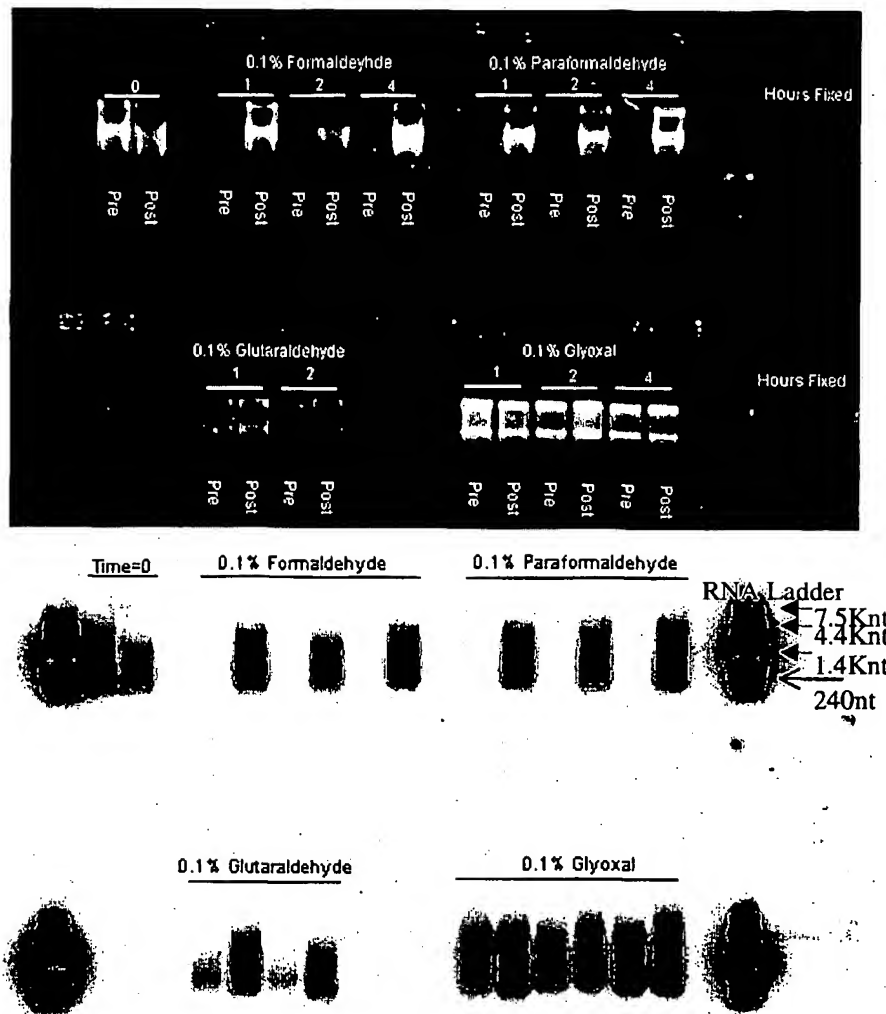 0.1% Formaldeyhde 0.1% Paraformaldehyde
0 1 2 4 1 2 4 Hours Fixed
Pre Post Pre Post Pre Post Pre Post Pre Post Pre Post Pre Post
0.1% Glutaraldehyde 0.1% Glyoxal
1 2 1 2 4 Hours Fixed
Pre Post Pre Post Pre Post Pre Post Pre Post
Time=0 0.1% Formaldehyde 0.1% Paraformaldehyde
RNA Ladder
7.5Knt
4.4Knt
1.4Knt
240nt
0.1% Glutaraldehyde 0.1% Glyoxal